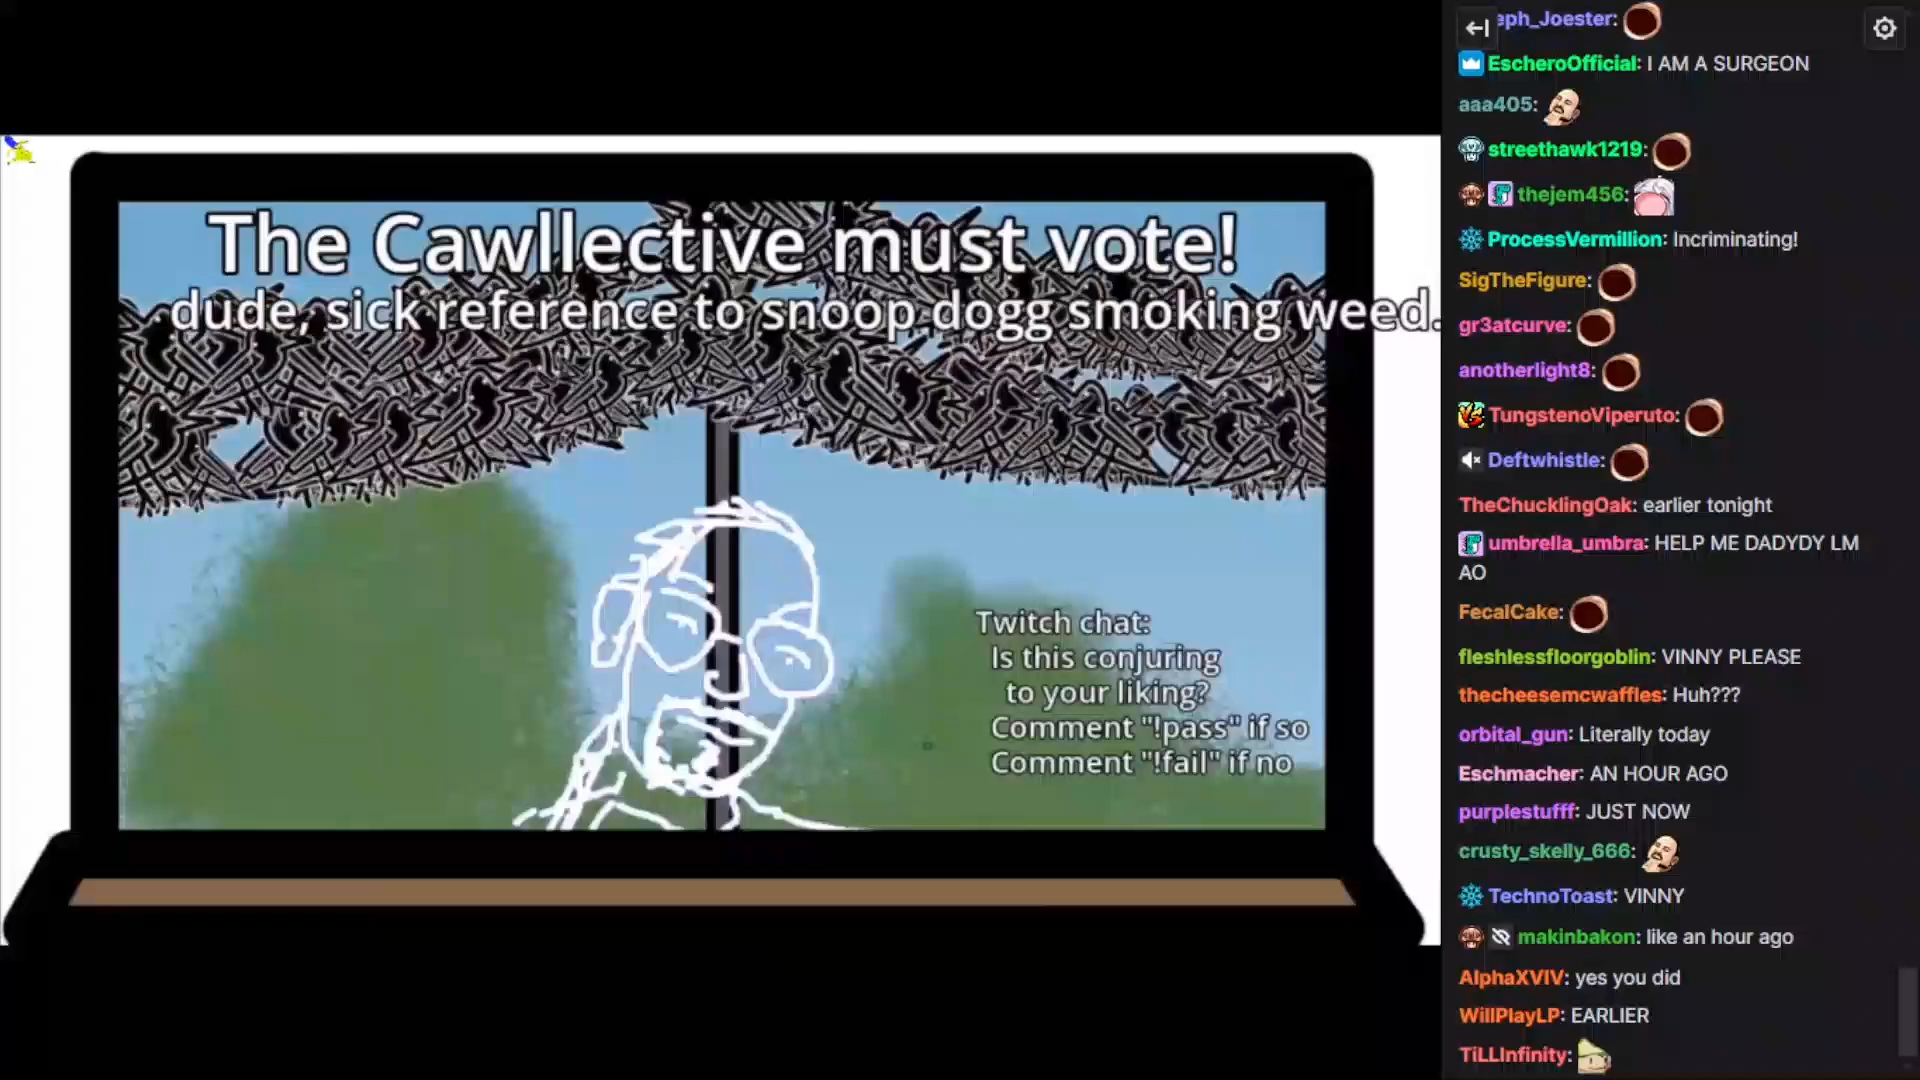 The Cawllective must vote!
dude, sick reference to snoop dogg smoking weed.
Twitch chat:
Is this conjuring
to your liking?
Comment "!pass" if so
Comment "!fail" if no
eph_Joester:
EscheroOfficial: I AM A SURGEON
aaa405:
streethawk1219:
thejem456:
ProcessVermillion: Incriminating!
SigTheFigure:
gr3atcurve:
anotherlight8:
TungstenoViperuto:
Deftwhistle:
TheChucklingOak: earlier tonight
umbrella_umbra: HELP ME DADYDY LM
AO
FecalCake:
fleshlessfloorgoblin: VINNY PLEASE
thecheesemcwaffles: Huh???
orbital_gun: Literally today
Eschmacher: AN HOUR AGO
purplestufff: JUST NOW
crusty_skelly_666:
TechnoToast: VINNY
makinbakon: like an hour ago
AlphaXVIV: yes you did
WillPlayLP: EARLIER
TiLLInfinity: